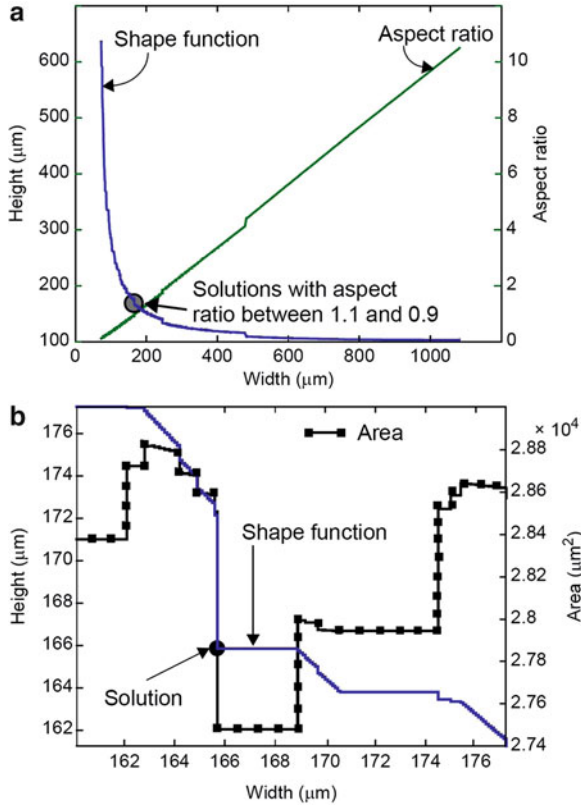 a
600
500
400
300
200
100
Height (μm)
Shape function
Aspect ratio
Solutions with aspect
ratio between 1.1 and 0.9
10
8
6
4
2
0
Aspect ratio
0 200 400 600 800 1000
Width (μm)
b
176
174
172
170
168
166
164
162
Height (μm)
Area
Shape function
Solution
× 10⁴
2.88
2.86
2.84
2.82
2.8
2.78
2.76
2.74
Area (μm²)
162 164 166 168 170 172 174 176
Width (μm)